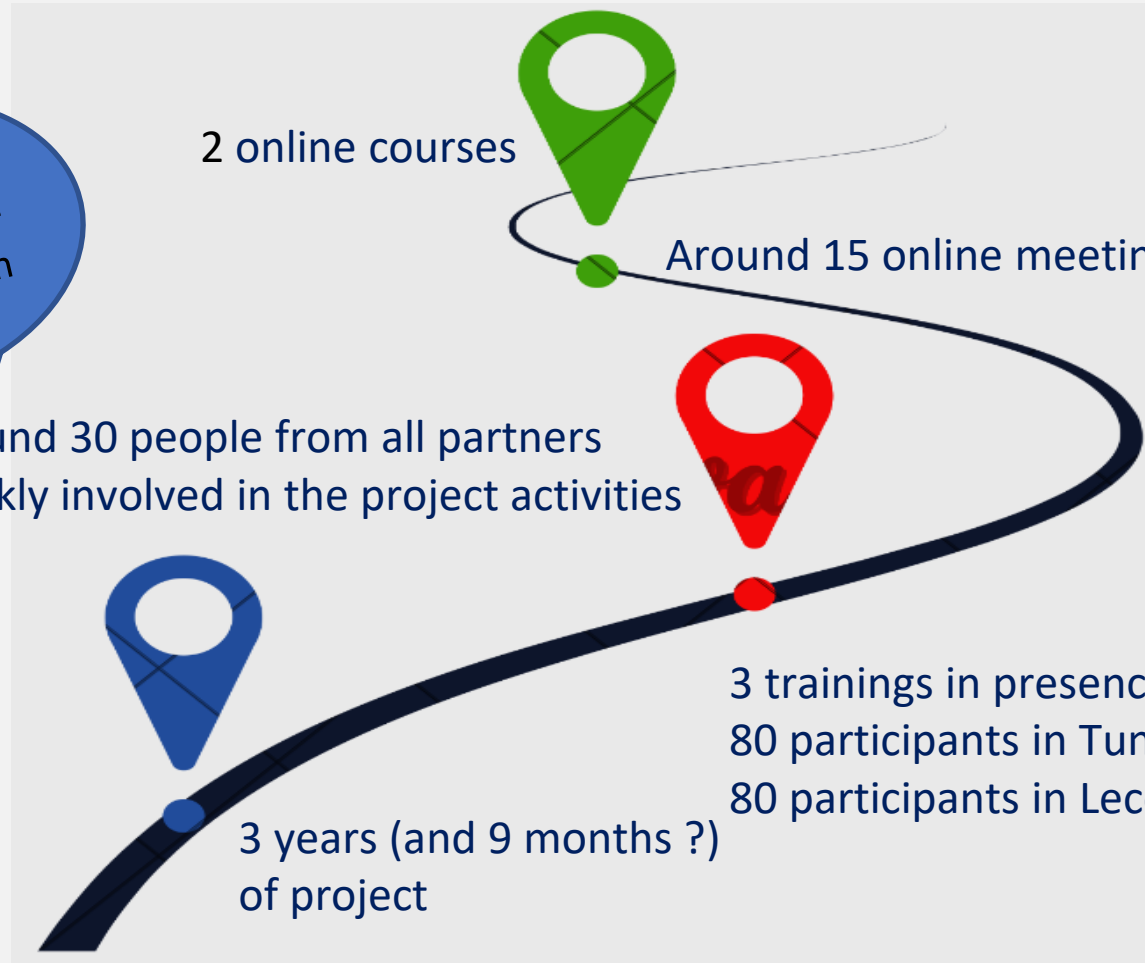 2 online courses
Around 15 online meetin
und 30 people from all partners
kly involved in the project activities
3 trainings in presenc
80 participants in Tun
80 participants in Lec
3 years (and 9 months ?)
of project